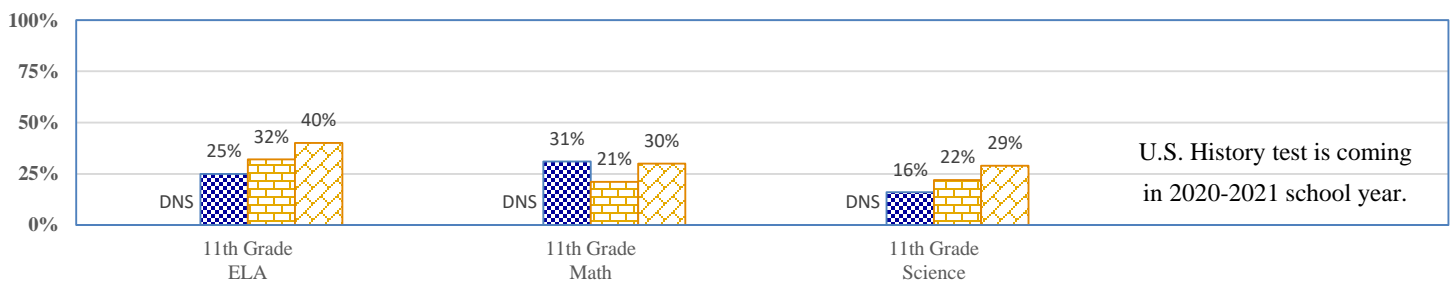 100%
75%
50%
25%
0%
DNS
25%
32%
40%
DNS
31%
21%
30%
DNS
16%
22%
29%
U.S. History test is coming
in 2020-2021 school year.
11th Grade
ELA
11th Grade
Math
11th Grade
Science